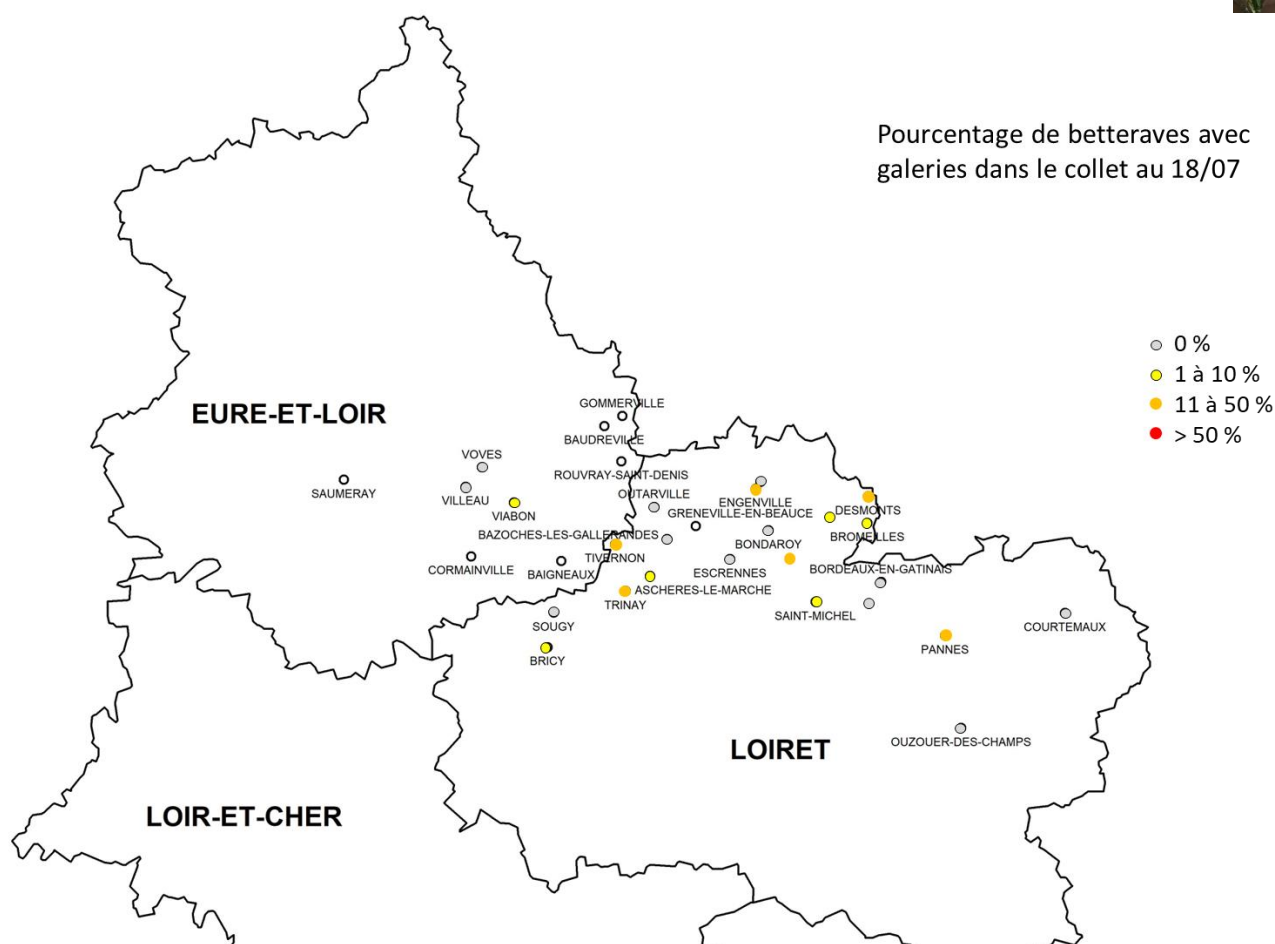 Pourcentage de betteraves avec
galeries dans le collet au 18/07
0 %
1 à 10 %
11 à 50 %
> 50 %
EURE-ET-LOIR
GOMMERVILLE
BAUDREVILLE
VOVES
ROUVRAY-SAINT-DENIS
SAUMERAY
VILLEAU
OUTARVILLE
ENGENVILLE
VIABON
GRENEVILLE-EN-BEAUCE
DESMONTS
BAZOCHES-LES-GALLERANDES
BROMEILLES
BONDAROY
TIVERNON
CORMAINVILLE
BAIGNEAUX
ESCRENNES
BORDEAUX-EN-GATINAIS
ASCHERES-LE-MARCHE
TRINAY
SAINT-MICHEL
SOUGY
COURTEMAUX
PANNES
BRICY
OUZOUER-DES-CHAMPS
LOIRET
LOIR-ET-CHER